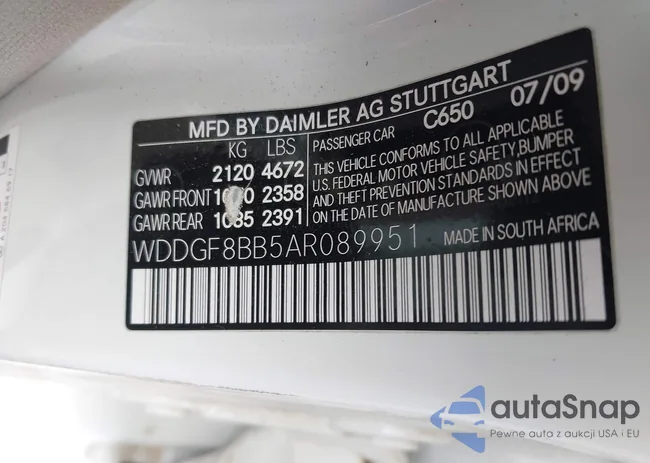 MFD BY DAIMLER AG STUTTGART
C650 07/09
KG LBS
GVWR 2120 4672
GAWR FRONT 2358
GAWR REAR 1085 2391
PASSENGER CAR
THIS VEHICLE CONFORMS TO ALL APPLICABLE
U.S. FEDERAL MOTOR VEHICLE SAFETY, BUMPER
AND THEFT PREVENTION STANDARDS IN EFFECT
ON THE DATE OF MANUFACTURE SHOWN ABOVE
WDDGF8BB5AR089951 MADE IN SOUTH AFRICA
autaSnap
Pewne auta z aukcji USA i EU